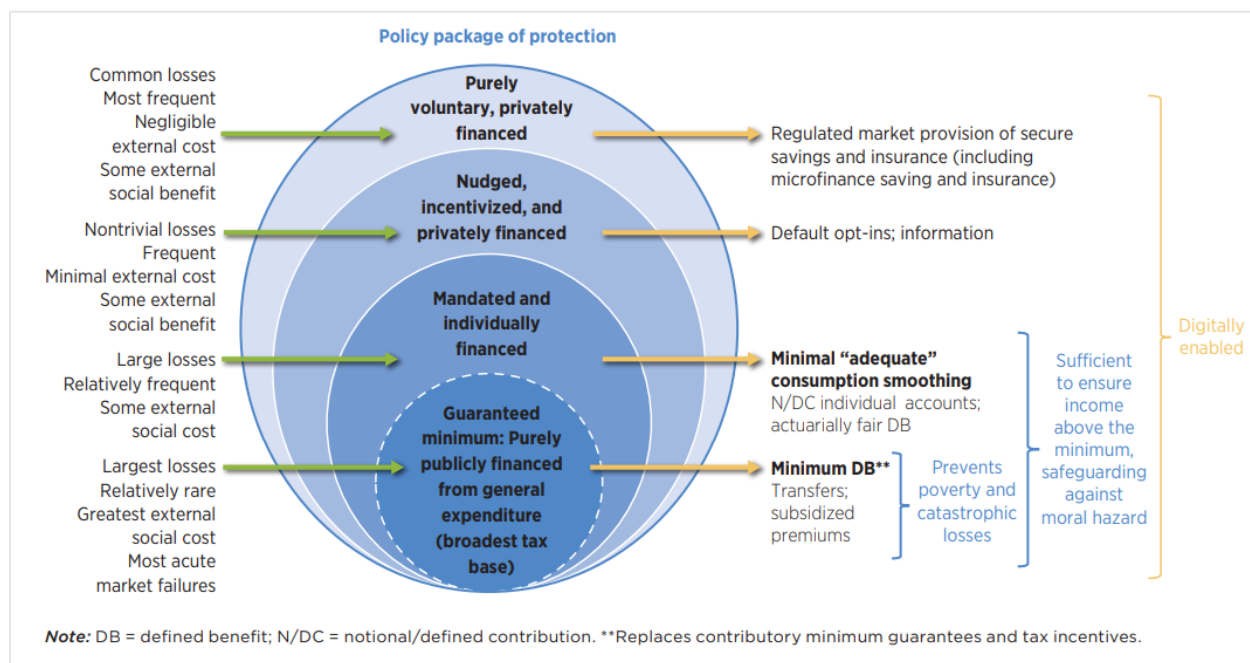 Policy package of protection
Common losses
Most frequent
Negligible
external cost
Some external
social benefit
Purely
voluntary, privately
financed
Regulated market provision of secure
savings and insurance (including
microfinance saving and insurance)
Nontrivial losses
Frequent
Minimal external cost
Some external
social benefit
Nudged,
incentivized, and
privately financed
Default opt-ins; information
Large losses
Relatively frequent
Some external
social cost
Mandated and
individually
financed
Minimal “adequate”
consumption smoothing
N/DC individual accounts;
actuarially fair DB
Largest losses
Relatively rare
Greatest external
social cost
Most acute
market failures
Guaranteed
minimum: Purely
publicly financed
from general
expenditure
(broadest tax
base)
Minimum DB**
Transfers;
subsidized
premiums
Prevents
poverty and
catastrophic
losses
Sufficient
to ensure
income
above the
minimum,
safeguarding
against
moral hazard
Digitally
enabled
Note: DB = defined benefit; N/DC = notional/defined contribution. **Replaces contributory minimum guarantees and tax incentives.